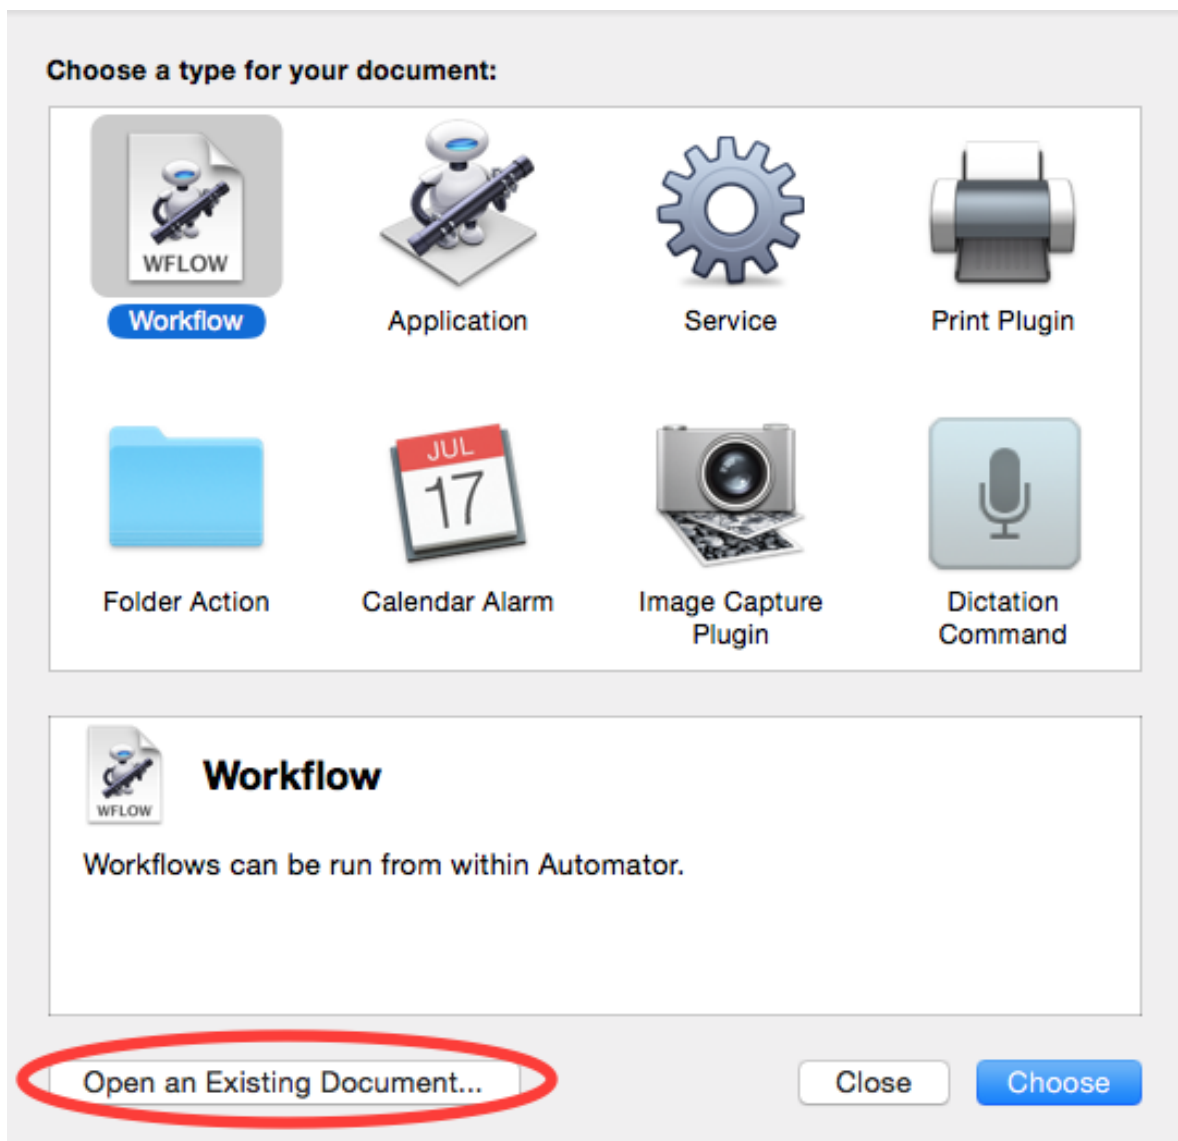 Choose a type for your document:
WFLOW
Workflow
Application
Service
Print Plugin
Folder Action
JUL
17
Calendar Alarm
Image Capture
Plugin
Dictation
Command
WFLOW
Workflow
Workflows can be run from within Automator.
Open an Existing Document...
Close
Choose